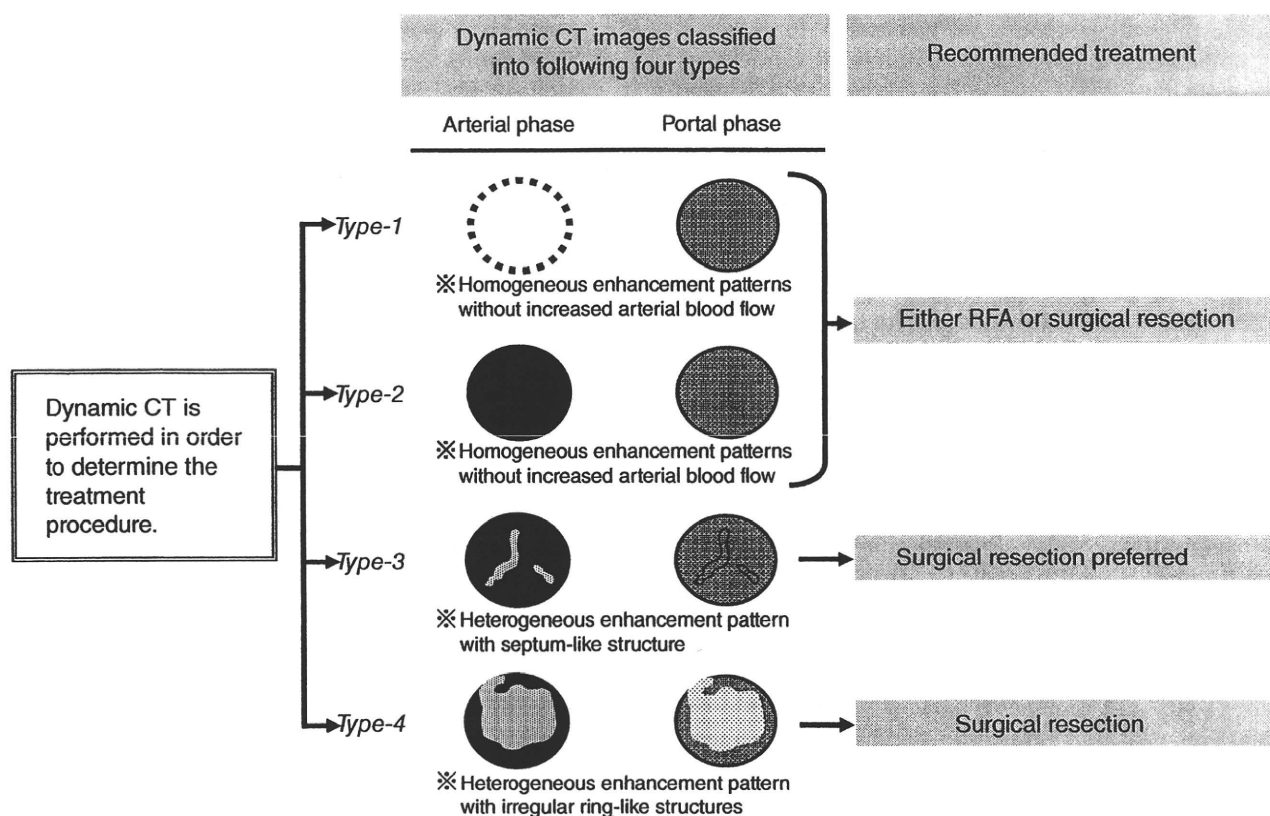 Dynamic CT images classified
into following four types
Recommended treatment
Arterial phase
Portal phase
Type-1
※ Homogeneous enhancement patterns
without increased arterial blood flow
Either RFA or surgical resection
Dynamic CT is
performed in order
to determine the
treatment
procedure.
Type-2
※ Homogeneous enhancement patterns
without increased arterial blood flow
Type-3
Surgical resection preferred
※ Heterogeneous enhancement pattern
with septum-like structure
Type-4
Surgical resection
※ Heterogeneous enhancement pattern
with irregular ring-like structures